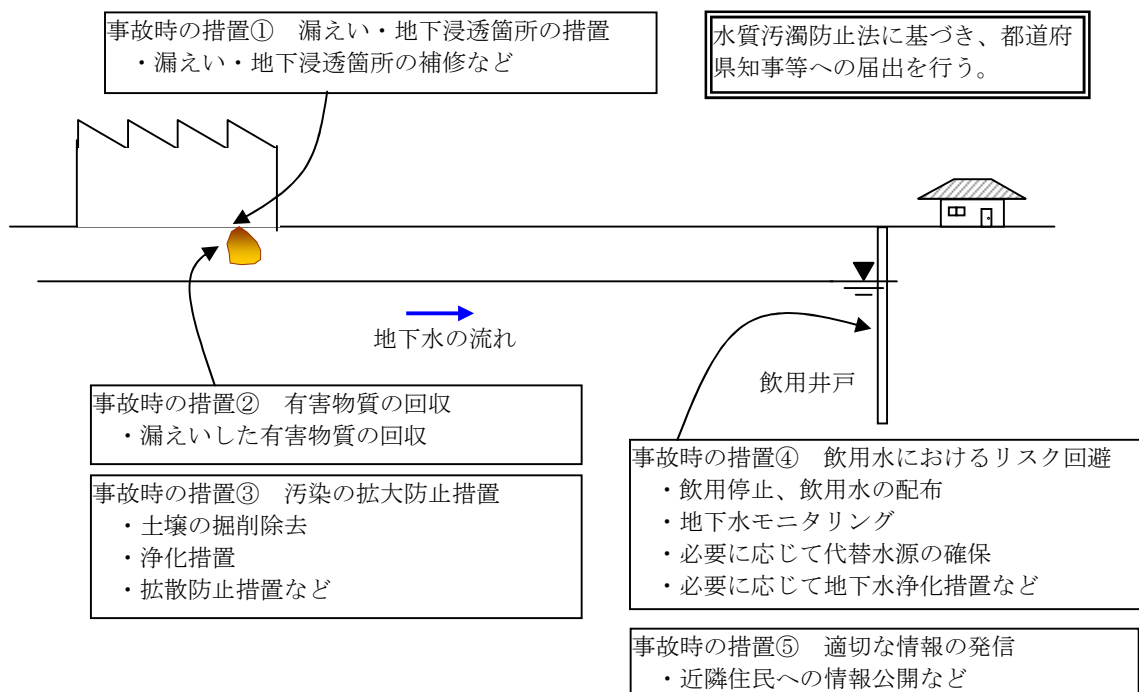 事故時の措置① 漏えい・地下浸透箇所の措置
・漏えい・地下浸透箇所の補修など
水質汚濁防止法に基づき、都道府
県知事等への届出を行う。
地下水の流れ
飲用井戸
事故時の措置② 有害物質の回収
・漏えいした有害物質の回収
事故時の措置③ 汚染の拡大防止措置
・土壌の掘削除去
・浄化措置
・拡散防止措置など
事故時の措置④ 飲用水におけるリスク回避
・飲用停止、飲用水の配布
・地下水モニタリング
・必要に応じて代替水源の確保
・必要に応じて地下水浄化措置など
事故時の措置⑤ 適切な情報の発信
・近隣住民への情報公開など